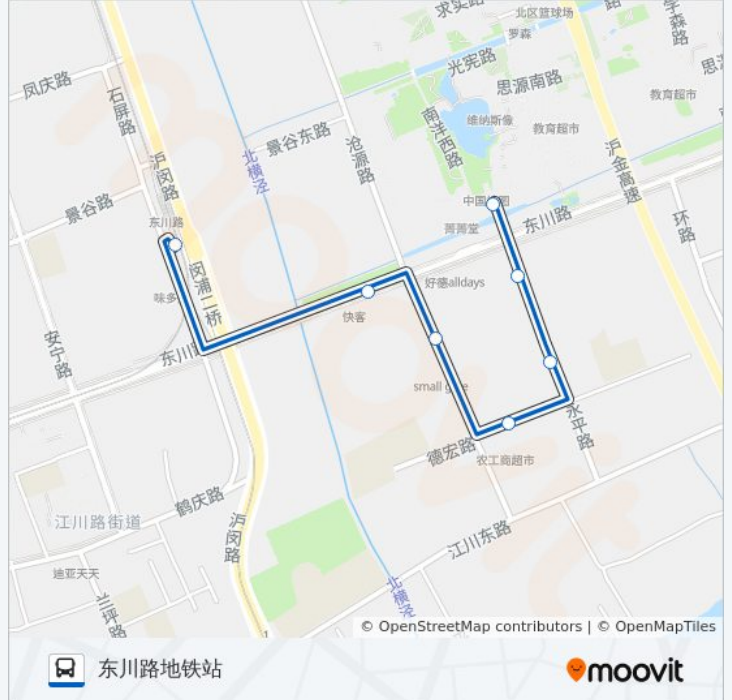 求实路
北区篮球场
罗森
光宪路
思源南路
凤庆路
石屏路
教育超市
南洋西路
维纳斯像
教育超市
景谷东路
北横泾
沧源路
沪闵路
沪金高速
景谷路
东川路
菁菁堂
东川路
环路
闵浦二桥
好德alldays
快客
安宁路
small
永平路
德宏路
农工商超市
鹤庆路
江川路街道
沪闵路
江川东路
迪亚天天
兰坪路
北横泾
© OpenStreetMap contributors | © OpenMapTiles
东川路地铁站
moovit